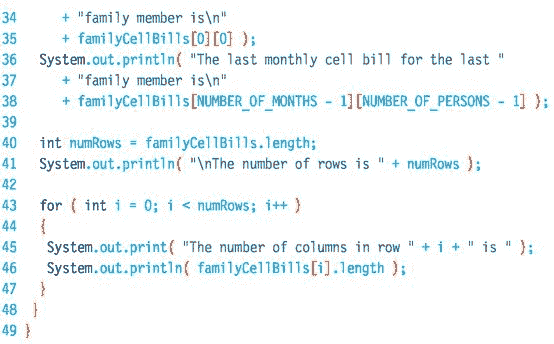 34 + "family member is\n"
35 + familyCellBills[0][0] );
36 System.out.println( "The last monthly cell bill for the last "
37 + "family member is\n"
38 + familyCellBills[NUMBER_OF_MONTHS - 1][NUMBER_OF_PERSONS - 1] );
39
40 int numRows = familyCellBills.length;
41 System.out.println( "\nThe number of rows is " + numRows );
42
43 for ( int i = 0; i < numRows; i++ )
44 {
45 System.out.print( "The number of columns in row " + i + " is " );
46 System.out.println( familyCellBills[i].length );
47 }
48 }
49 }